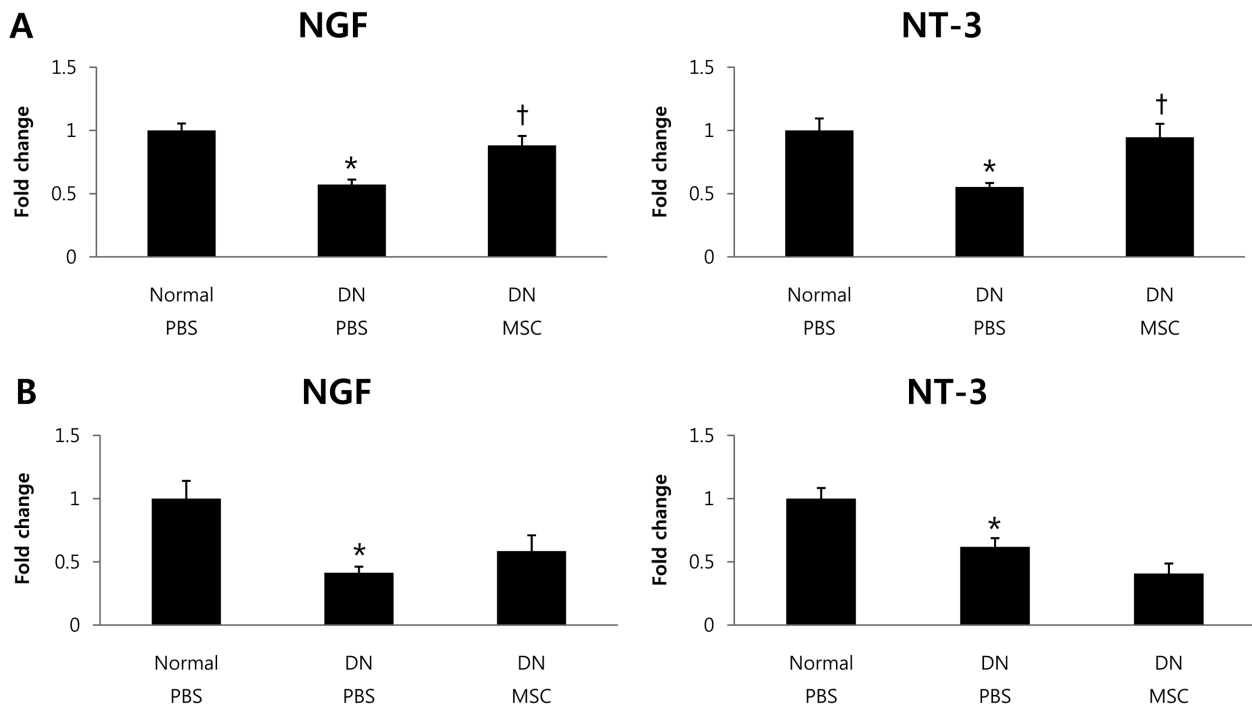 A
NGF
NT-3
Fold change
1.5
1
0.5
0
*
†
Normal DN DN
PBS PBS MSC
Fold change
1.5
1
0.5
0
*
†
Normal DN DN
PBS PBS MSC
B
NGF
NT-3
Fold change
1.5
1
0.5
0
*
Normal DN DN
PBS PBS MSC
Fold change
1.5
1
0.5
0
*
Normal DN DN
PBS PBS MSC